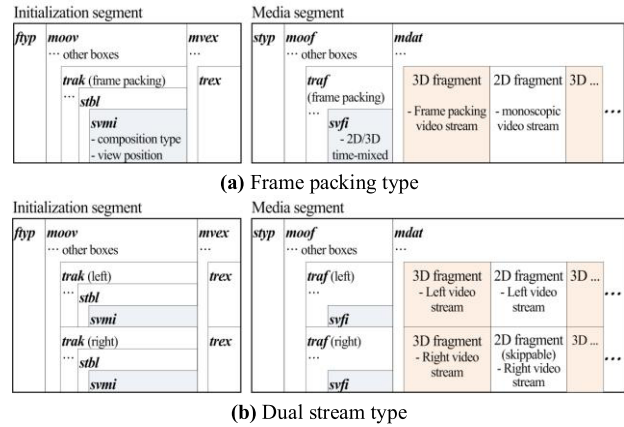 Initialization segment
ftyp moov mvex
··· other boxes ···
trak (frame packing) trex
··· stbl
svmi
- composition type
- view position
Media segment
styp moof mdat
··· other boxes ···
traf
(frame packing)
··· svfi
- 2D/3D
time-mixed
3D fragment
- Frame packing
video stream
2D fragment
- monoscopic
video stream
3D ...
···
(a) Frame packing type
Initialization segment
ftyp moov mvex
··· other boxes ···
trak (left) trex
··· stbl
svmi
trak (right) trex
··· stbl
svmi
Media segment
styp moof mdat
··· other boxes ···
traf (left)
···
svfi
3D fragment
- Left video
stream
2D fragment
- Left video
stream
3D ...
···
traf (right)
···
svfi
3D fragment
- Right video
stream
2D fragment
(skippable)
- Right video
stream
3D ...
···
(b) Dual stream type